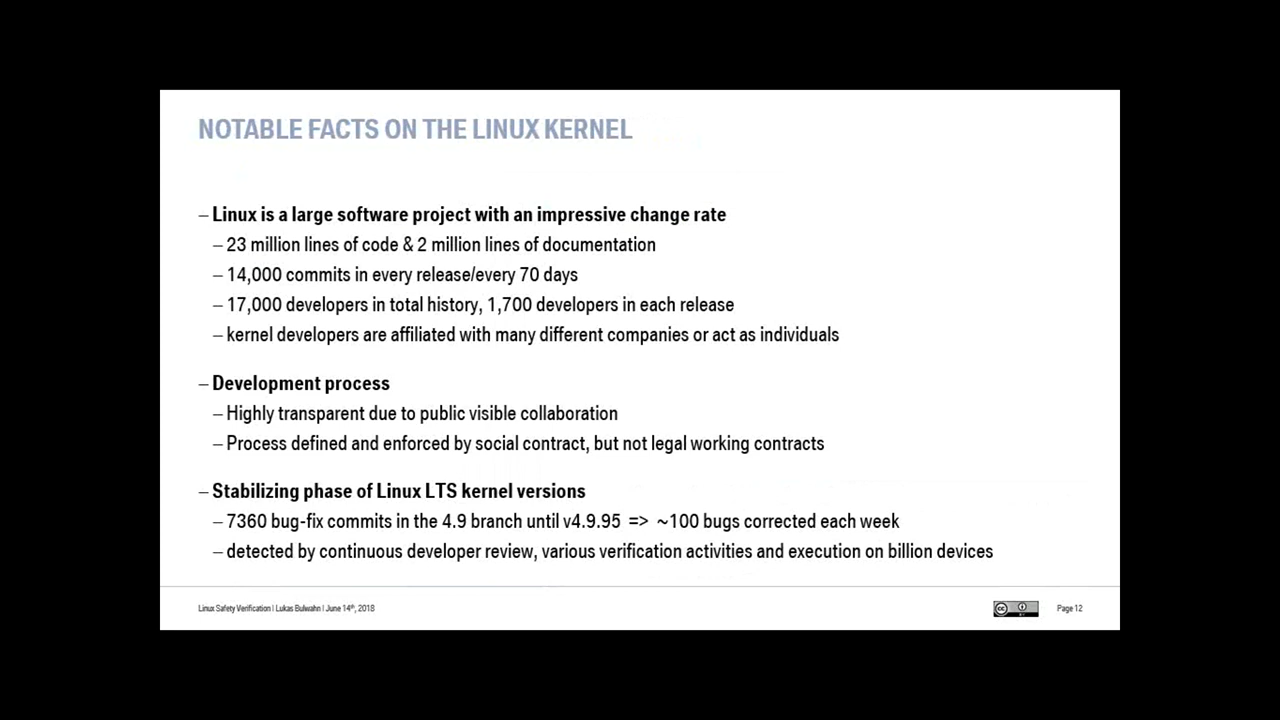 NOTABLE FACTS ON THE LINUX KERNEL
– Linux is a large software project with an impressive change rate
– 23 million lines of code & 2 million lines of documentation
– 14,000 commits in every release/every 70 days
– 17,000 developers in total history, 1,700 developers in each release
– kernel developers are affiliated with many different companies or act as individuals
– Development process
– Highly transparent due to public visible collaboration
– Process defined and enforced by social contract, but not legal working contracts
– Stabilizing phase of Linux LTS kernel versions
– 7360 bug-fix commits in the 4.9 branch until v4.9.95 => ~100 bugs corrected each week
– detected by continuous developer review, various verification activities and execution on billion devices
Linux Safety Verification | Lukas Bulwahn | June 14th, 2018
cc
Page 12